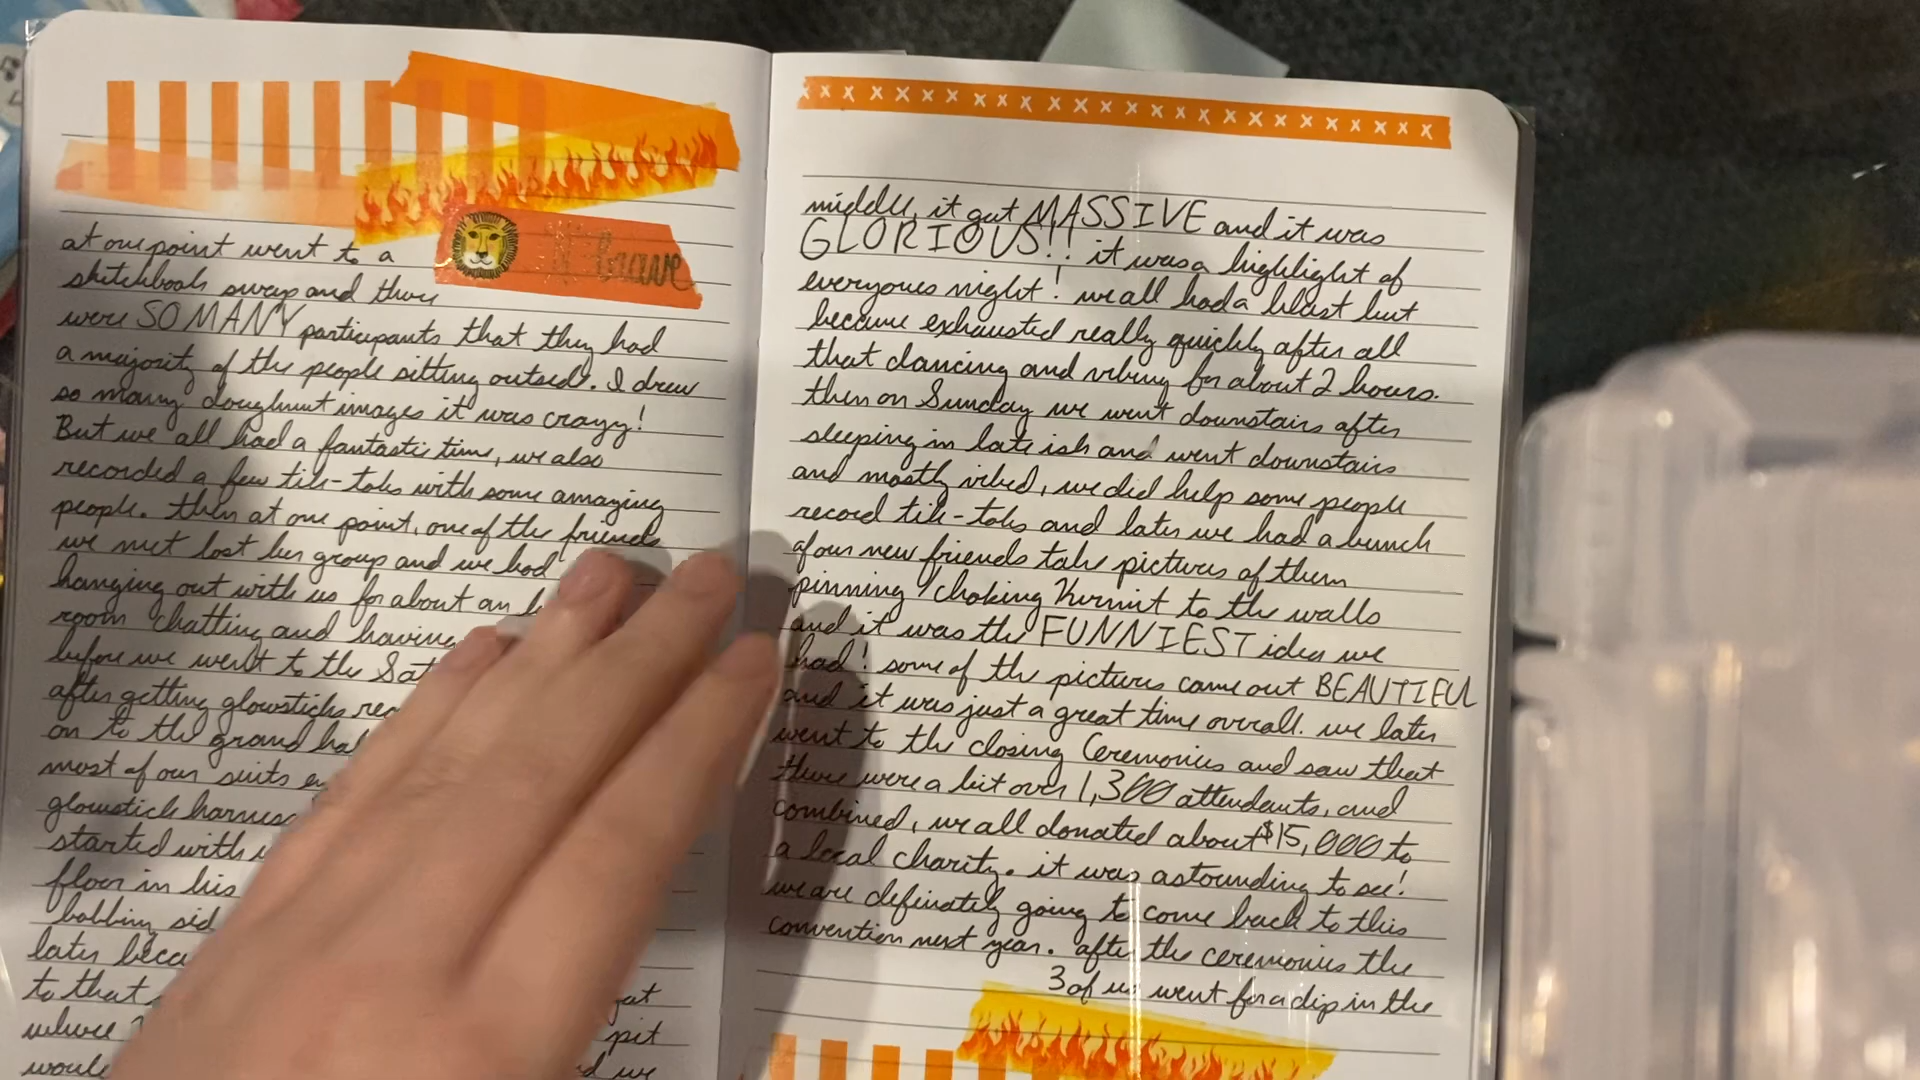 at one point went to a
brave
sketchbook swap and there
were SO MANY participants that they had
a majority of the people sitting outside. I drew
so many doughnut images it was crazy!
But we all had a fantastic time, we also
recorded a few tik-toks with some amazing
people. then at one point, one of the friends
we met lost her group and we had
hanging out with us for about an
room chatting and having
before we went to the Sat
after getting glowsticks
on to the grand
most of our suits
glowstick harness
started with
floor in his
bobbing
later
to that
where pit
would we
middle, it got MASSIVE and it was
GLORIOUS!! it was a highlight of
everyones night! we all had a blast but
became exhausted really quickly after all
that dancing and vibing for about 2 hours.
then on Sunday we went downstairs after
sleeping in late ish and went downstairs
and mostly vibed, we did help some people
record tik-toks and later we had a bunch
of our new friends take pictures of them
pinning/choking Kermit to the walls
and it was the FUNNIEST idea we
had! some of the pictures came out BEAUTIFUL
and it was just a great time overall. we later
went to the closing Ceremonies and saw that
there were a bit over 1,300 attendants, and
combined, we all donated about $15,000 to
a local charity. it was astounding to see!
we are definately going to come back to this
convention next year. after the ceremonies the
3 of us went for a dip in the